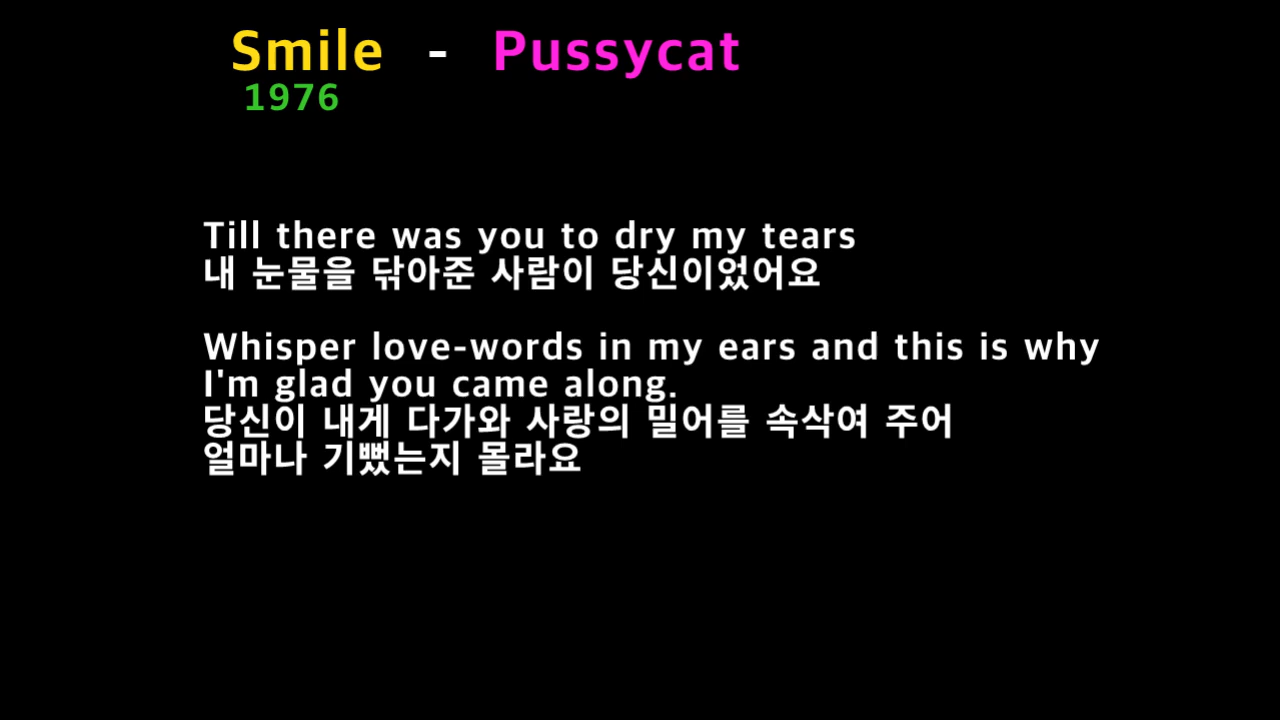 Smile - Pussycat
1976
Till there was you to dry my tears
내 눈물을 닦아준 사람이 당신이었어요
Whisper love-words in my ears and this is why
I'm glad you came along.
당신이 내게 다가와 사랑의 밀어를 속삭여 주어
얼마나 기뻤는지 몰라요